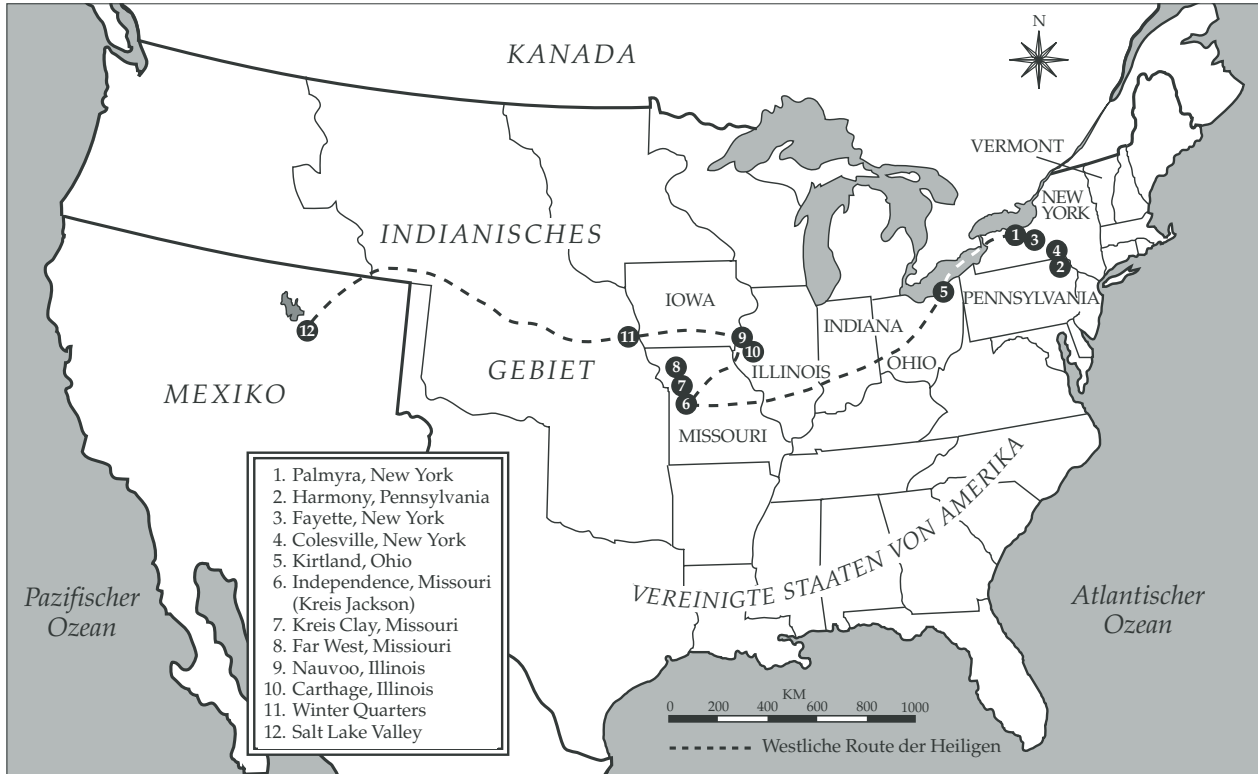 KANADA
N
VERMONT
NEW
YORK
1
3
4
2
INDIANISCHES
5
PENNSYLVANIA
IOWA
INDIANA
12
11
9
10
8
GEBIET
ILLINOIS
OHIO
7
MEXIKO
6
MISSOURI
1. Palmyra, New York
2. Harmony, Pennsylvania
3. Fayette, New York
4. Colesville, New York
5. Kirtland, Ohio
6. Independence, Missouri
(Kreis Jackson)
7. Kreis Clay, Missouri
8. Far West, Missiouri
9. Nauvoo, Illinois
10. Carthage, Illinois
11. Winter Quarters
12. Salt Lake Valley
VEREINIGTE STAATEN VON AMERIKA
Pazifischer
Ozean
Atlantischer
Ozean
KM
0 200 400 600 800 1000
Westliche Route der Heiligen